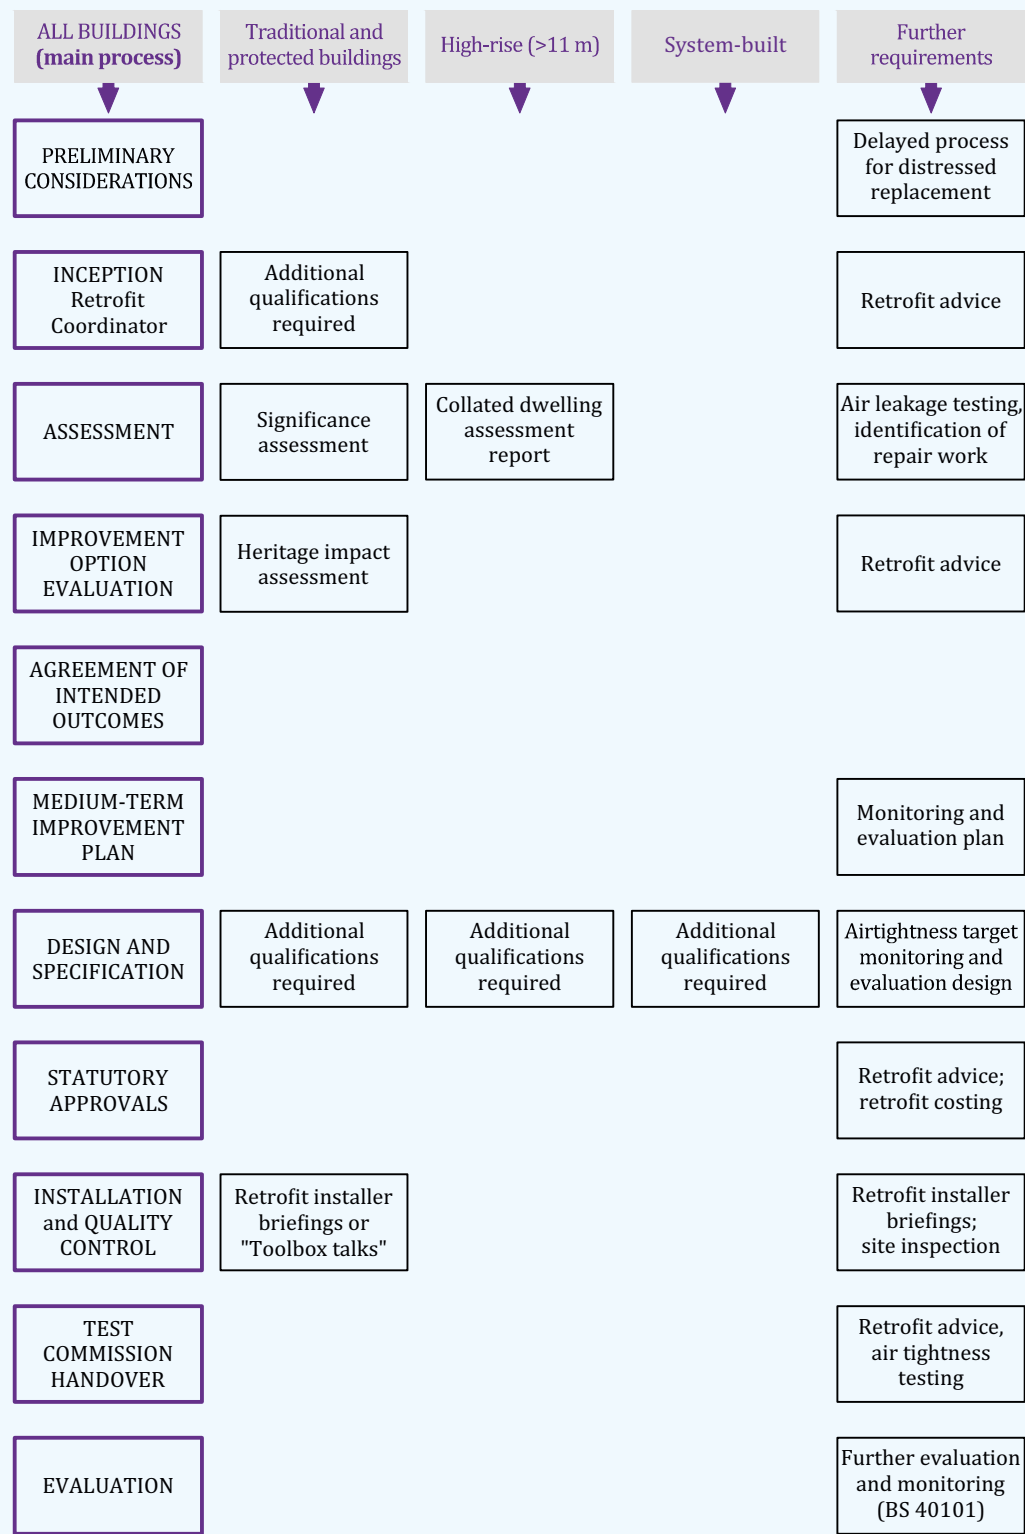 ALL BUILDINGS
(main process)
Traditional and
protected buildings
High-rise (>11 m)
System-built
Further
requirements
PRELIMINARY
CONSIDERATIONS
Delayed process
for distressed
replacement
INCEPTION
Retrofit
Coordinator
Additional
qualifications
required
Retrofit advice
ASSESSMENT
Significance
assessment
Collated dwelling
assessment
report
Air leakage testing,
identification of
repair work
IMPROVEMENT
OPTION
EVALUATION
Heritage impact
assessment
Retrofit advice
AGREEMENT OF
INTENDED
OUTCOMES
MEDIUM-TERM
IMPROVEMENT
PLAN
Monitoring and
evaluation plan
DESIGN AND
SPECIFICATION
Additional
qualifications
required
Additional
qualifications
required
Additional
qualifications
required
Airtightness target
monitoring and
evaluation design
STATUTORY
APPROVALS
Retrofit advice;
retrofit costing
INSTALLATION
and QUALITY
CONTROL
Retrofit installer
briefings or
"Toolbox talks"
Retrofit installer
briefings;
site inspection
TEST
COMMISSION
HANDOVER
Retrofit advice,
air tightness
testing
EVALUATION
Further evaluation
and monitoring
(BS 40101)